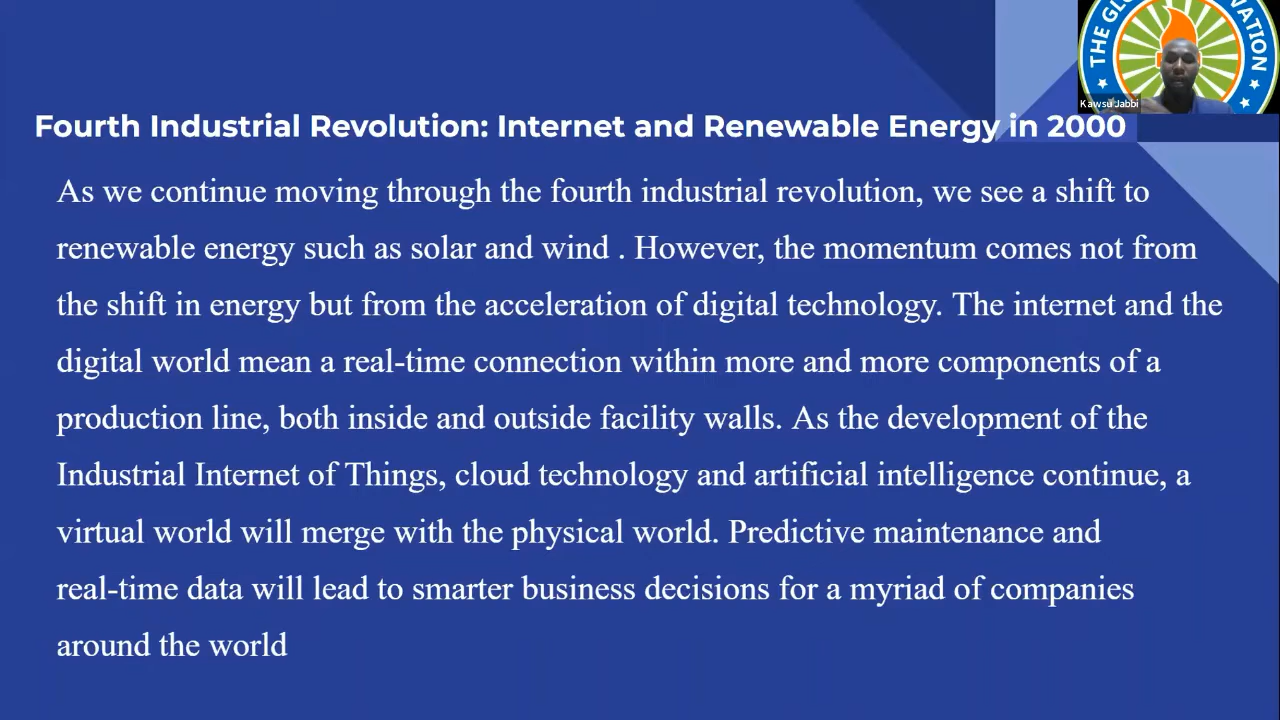 THE GLO
VATION
Kawsu Jabbi
Fourth Industrial Revolution: Internet and Renewable Energy in 2000
As we continue moving through the fourth industrial revolution, we see a shift to
renewable energy such as solar and wind . However, the momentum comes not from
the shift in energy but from the acceleration of digital technology. The internet and the
digital world mean a real-time connection within more and more components of a
production line, both inside and outside facility walls. As the development of the
Industrial Internet of Things, cloud technology and artificial intelligence continue, a
virtual world will merge with the physical world. Predictive maintenance and
real-time data will lead to smarter business decisions for a myriad of companies
around the world